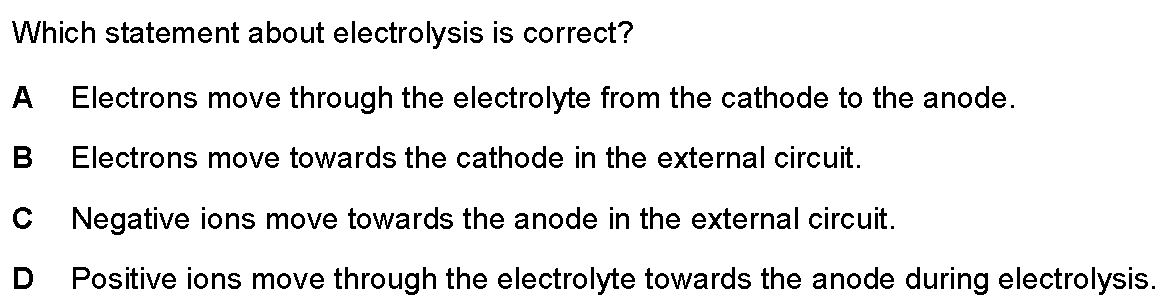 Which statement about electrolysis is correct?
A Electrons move through the electrolyte from the cathode to the anode.
B Electrons move towards the cathode in the external circuit.
C Negative ions move towards the anode in the external circuit.
D Positive ions move through the electrolyte towards the anode during electrolysis.